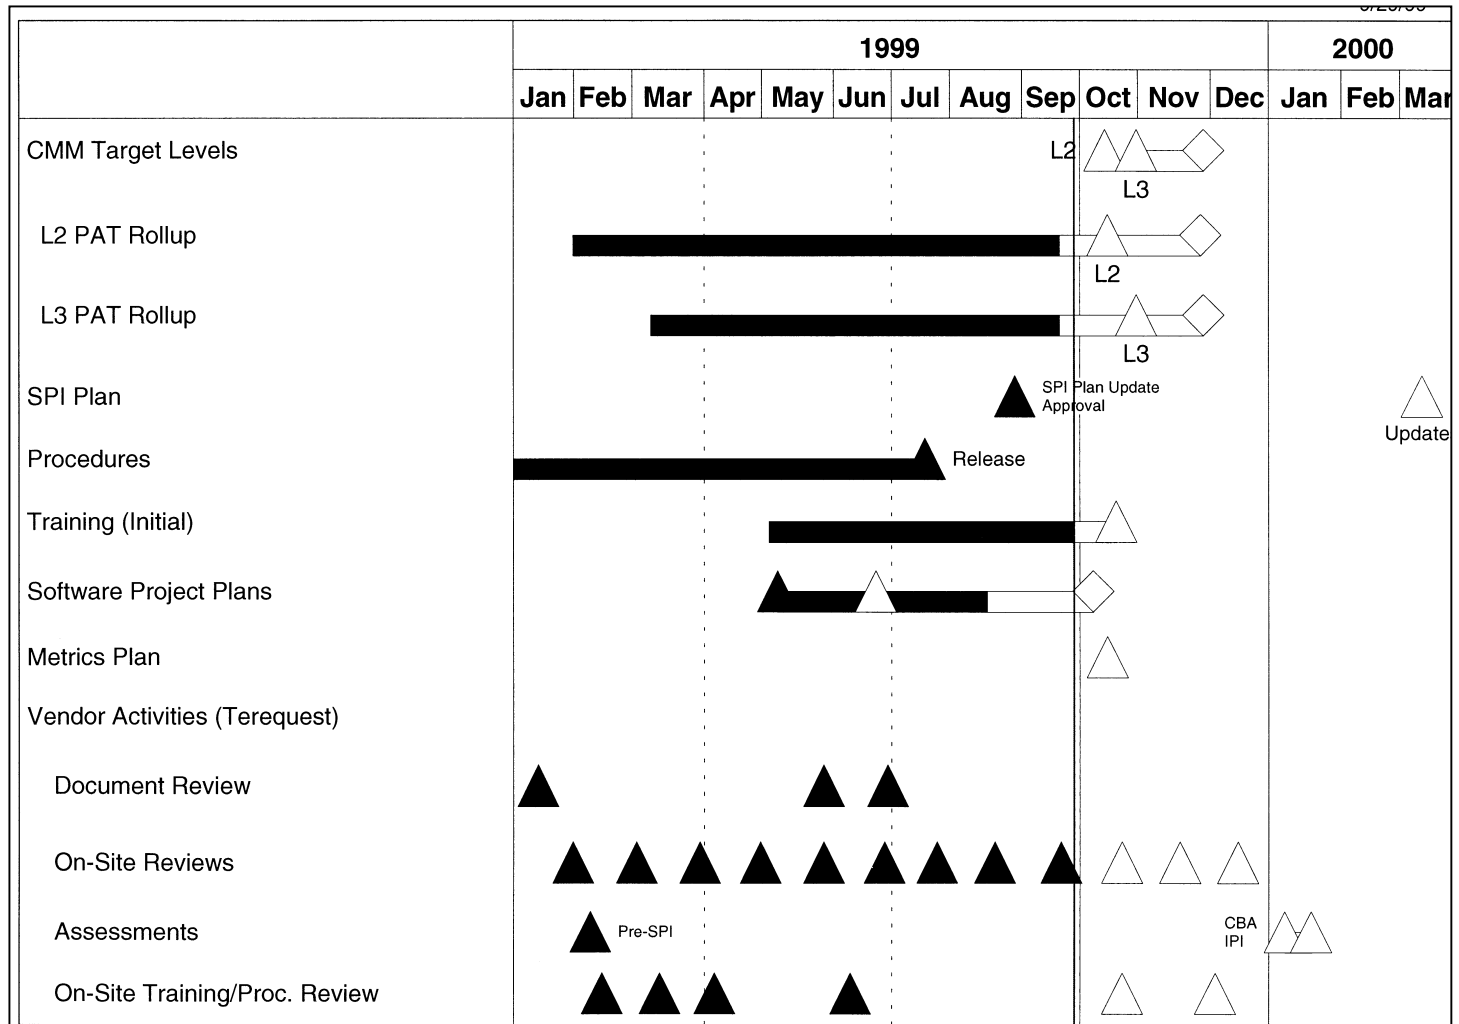 1999 2000
Jan Feb Mar Apr May Jun Jul Aug Sep Oct Nov Dec Jan Feb Mar
CMM Target Levels L2
L3
L2 PAT Rollup
L2
L3 PAT Rollup
L3
SPI Plan SPI Plan Update
Approval
Update
Procedures Release
Training (Initial)
Software Project Plans
Metrics Plan
Vendor Activities (Terequest)
Document Review
On-Site Reviews
Assessments Pre-SPI CBA
IPI
On-Site Training/Proc. Review